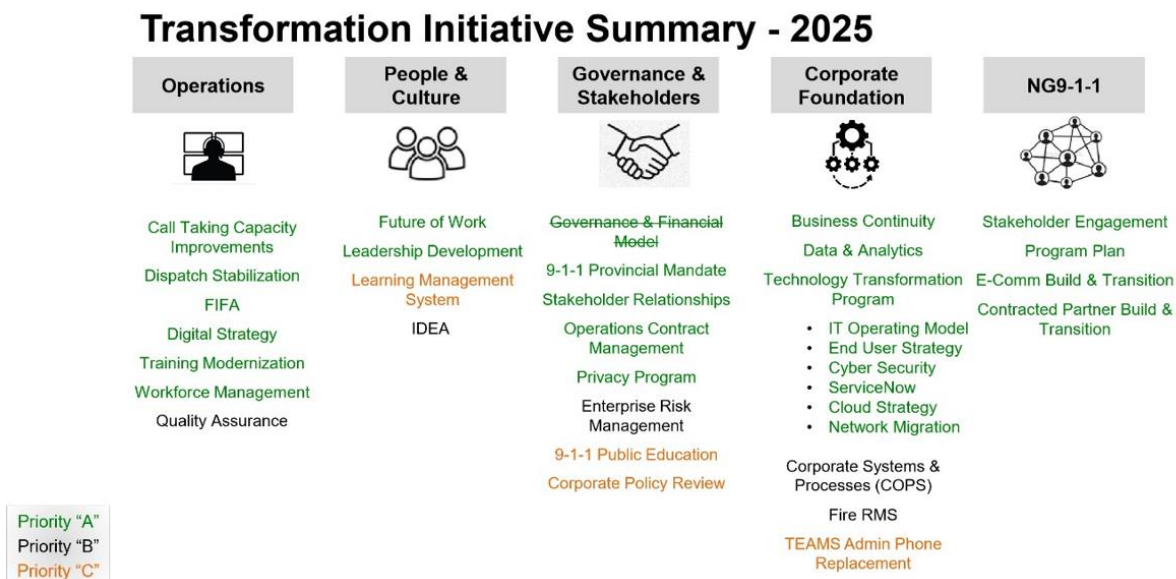 Transformation Initiative Summary - 2025
Operations
Call Taking Capacity
Improvements
Dispatch Stabilization
FIFA
Digital Strategy
Training Modernization
Workforce Management
Quality Assurance
People &
Culture
Future of Work
Leadership Development
Learning Management
System
IDEA
Governance &
Stakeholders
Governance & Financial
Model
9-1-1 Provincial Mandate
Stakeholder Relationships
Operations Contract
Management
Privacy Program
Enterprise Risk
Management
9-1-1 Public Education
Corporate Policy Review
Corporate
Foundation
Business Continuity
Data & Analytics
Technology Transformation
Program
• IT Operating Model
• End User Strategy
• Cyber Security
• ServiceNow
• Cloud Strategy
• Network Migration
Corporate Systems &
Processes (COPS)
Fire RMS
TEAMS Admin Phone
Replacement
NG9-1-1
Stakeholder Engagement
Program Plan
E-Comm Build & Transition
Contracted Partner Build &
Transition
Priority “A”
Priority “B”
Priority “C”